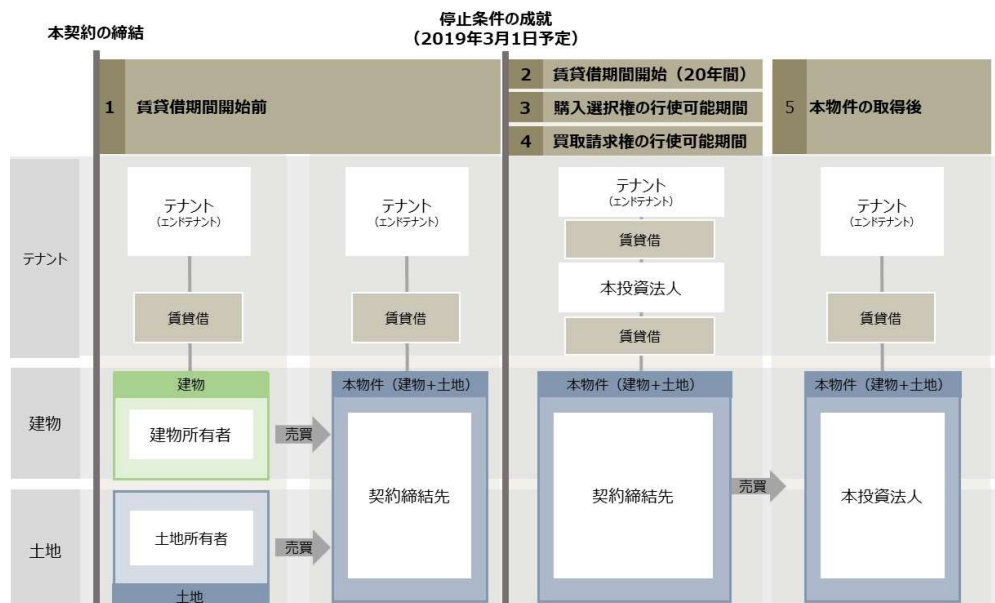 本契約の締結
停止条件の成就
（2019年3月1日予定）
1 賃貸借期間開始前
2 賃貸借期間開始（20年間）
3 購入選択権の行使可能期間
4 買取請求権の行使可能期間
5 本物件の取得後
テナント
テナント
（エンドテナント）
賃貸借
テナント
（エンドテナント）
賃貸借
テナント
（エンドテナント）
賃貸借
本投資法人
賃貸借
テナント
（エンドテナント）
賃貸借
建物
建物
建物所有者
売買
本物件（建物+土地）
契約締結先
本物件（建物+土地）
契約締結先
売買
本物件（建物+土地）
本投資法人
土地
土地所有者
売買
土地